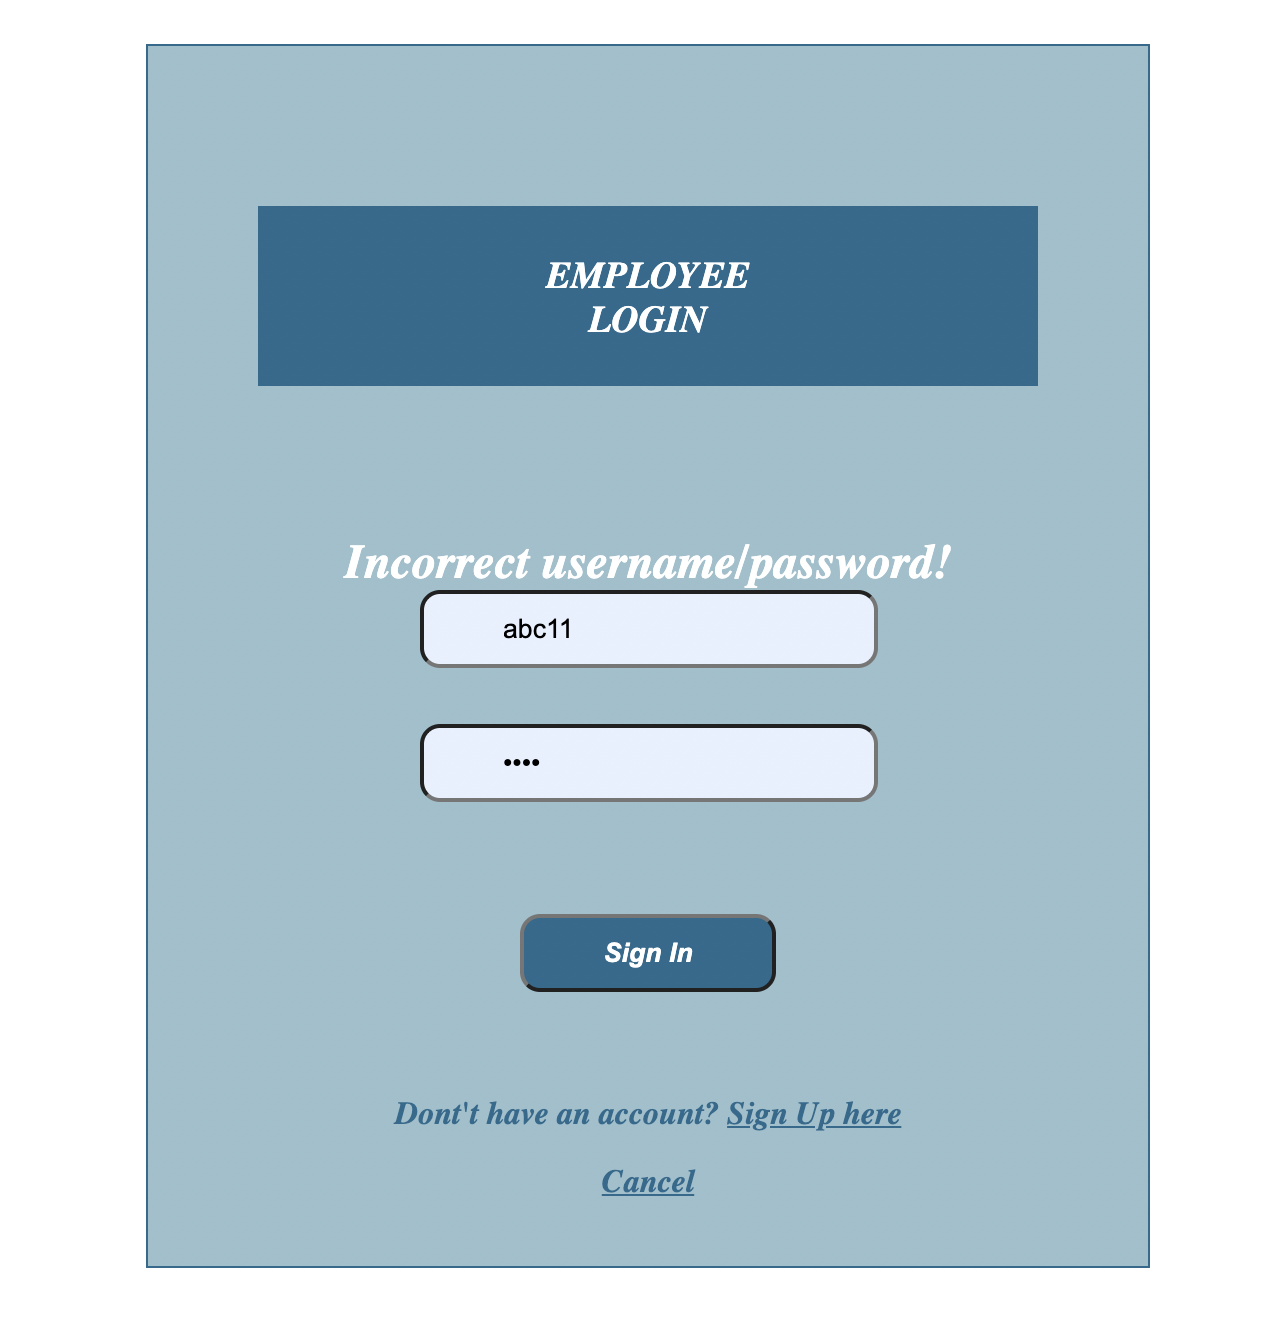 EMPLOYEE
LOGIN
Incorrect username/password!
abc11
••••
Sign In
Dont't have an account? Sign Up here
Cancel